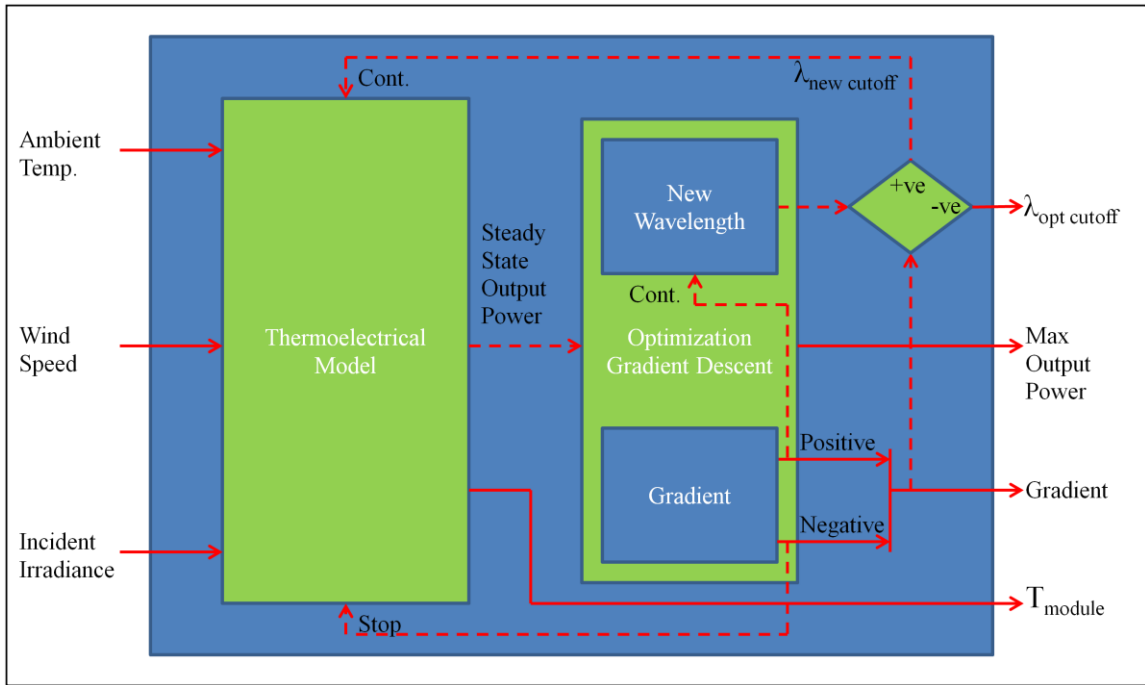 Ambient
Temp.
Wind
Speed
Incident
Irradiance
Cont.
λnew cutoff
Thermoelectrical
Model
Steady
State
Output
Power
New
Wavelength
Cont.
Optimization
Gradient Descent
Gradient
Positive
Negative
Stop
+ve
-ve
λopt cutoff
Max
Output
Power
Gradient
Tmodule